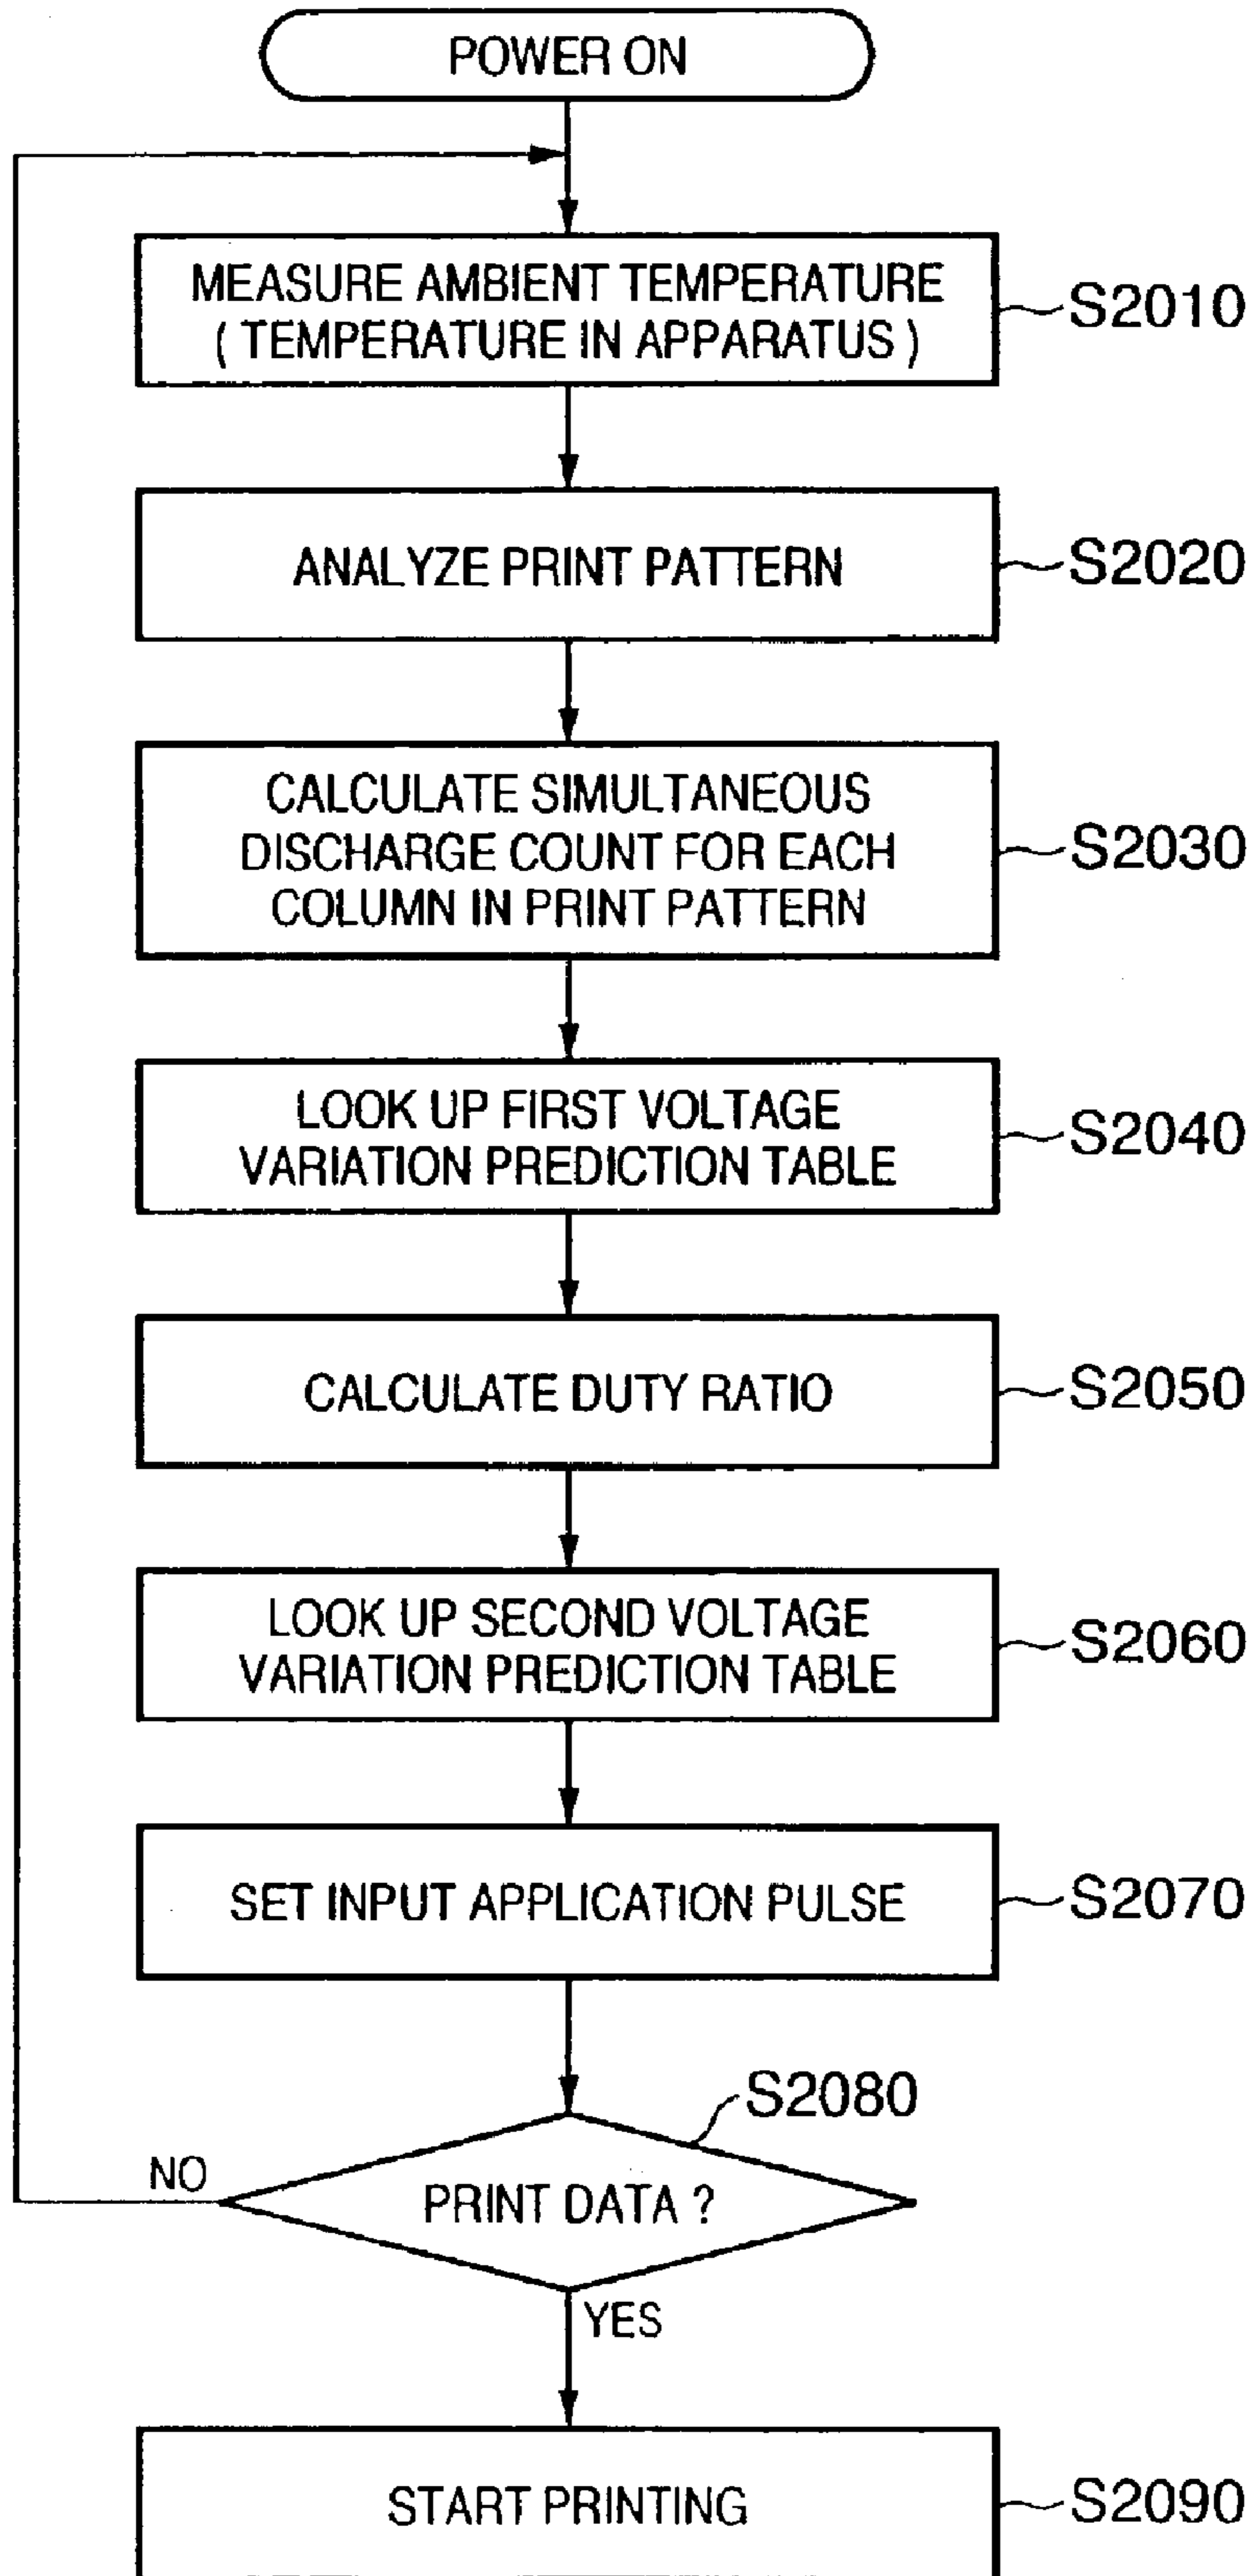 POWER ON
MEASURE AMBIENT TEMPERATURE
( TEMPERATURE IN APPARATUS )
S2010
ANALYZE PRINT PATTERN
S2020
CALCULATE SIMULTANEOUS
DISCHARGE COUNT FOR EACH
COLUMN IN PRINT PATTERN
S2030
LOOK UP FIRST VOLTAGE
VARIATION PREDICTION TABLE
S2040
CALCULATE DUTY RATIO
S2050
LOOK UP SECOND VOLTAGE
VARIATION PREDICTION TABLE
S2060
SET INPUT APPLICATION PULSE
S2070
S2080
NO
PRINT DATA ?
YES
START PRINTING
S2090